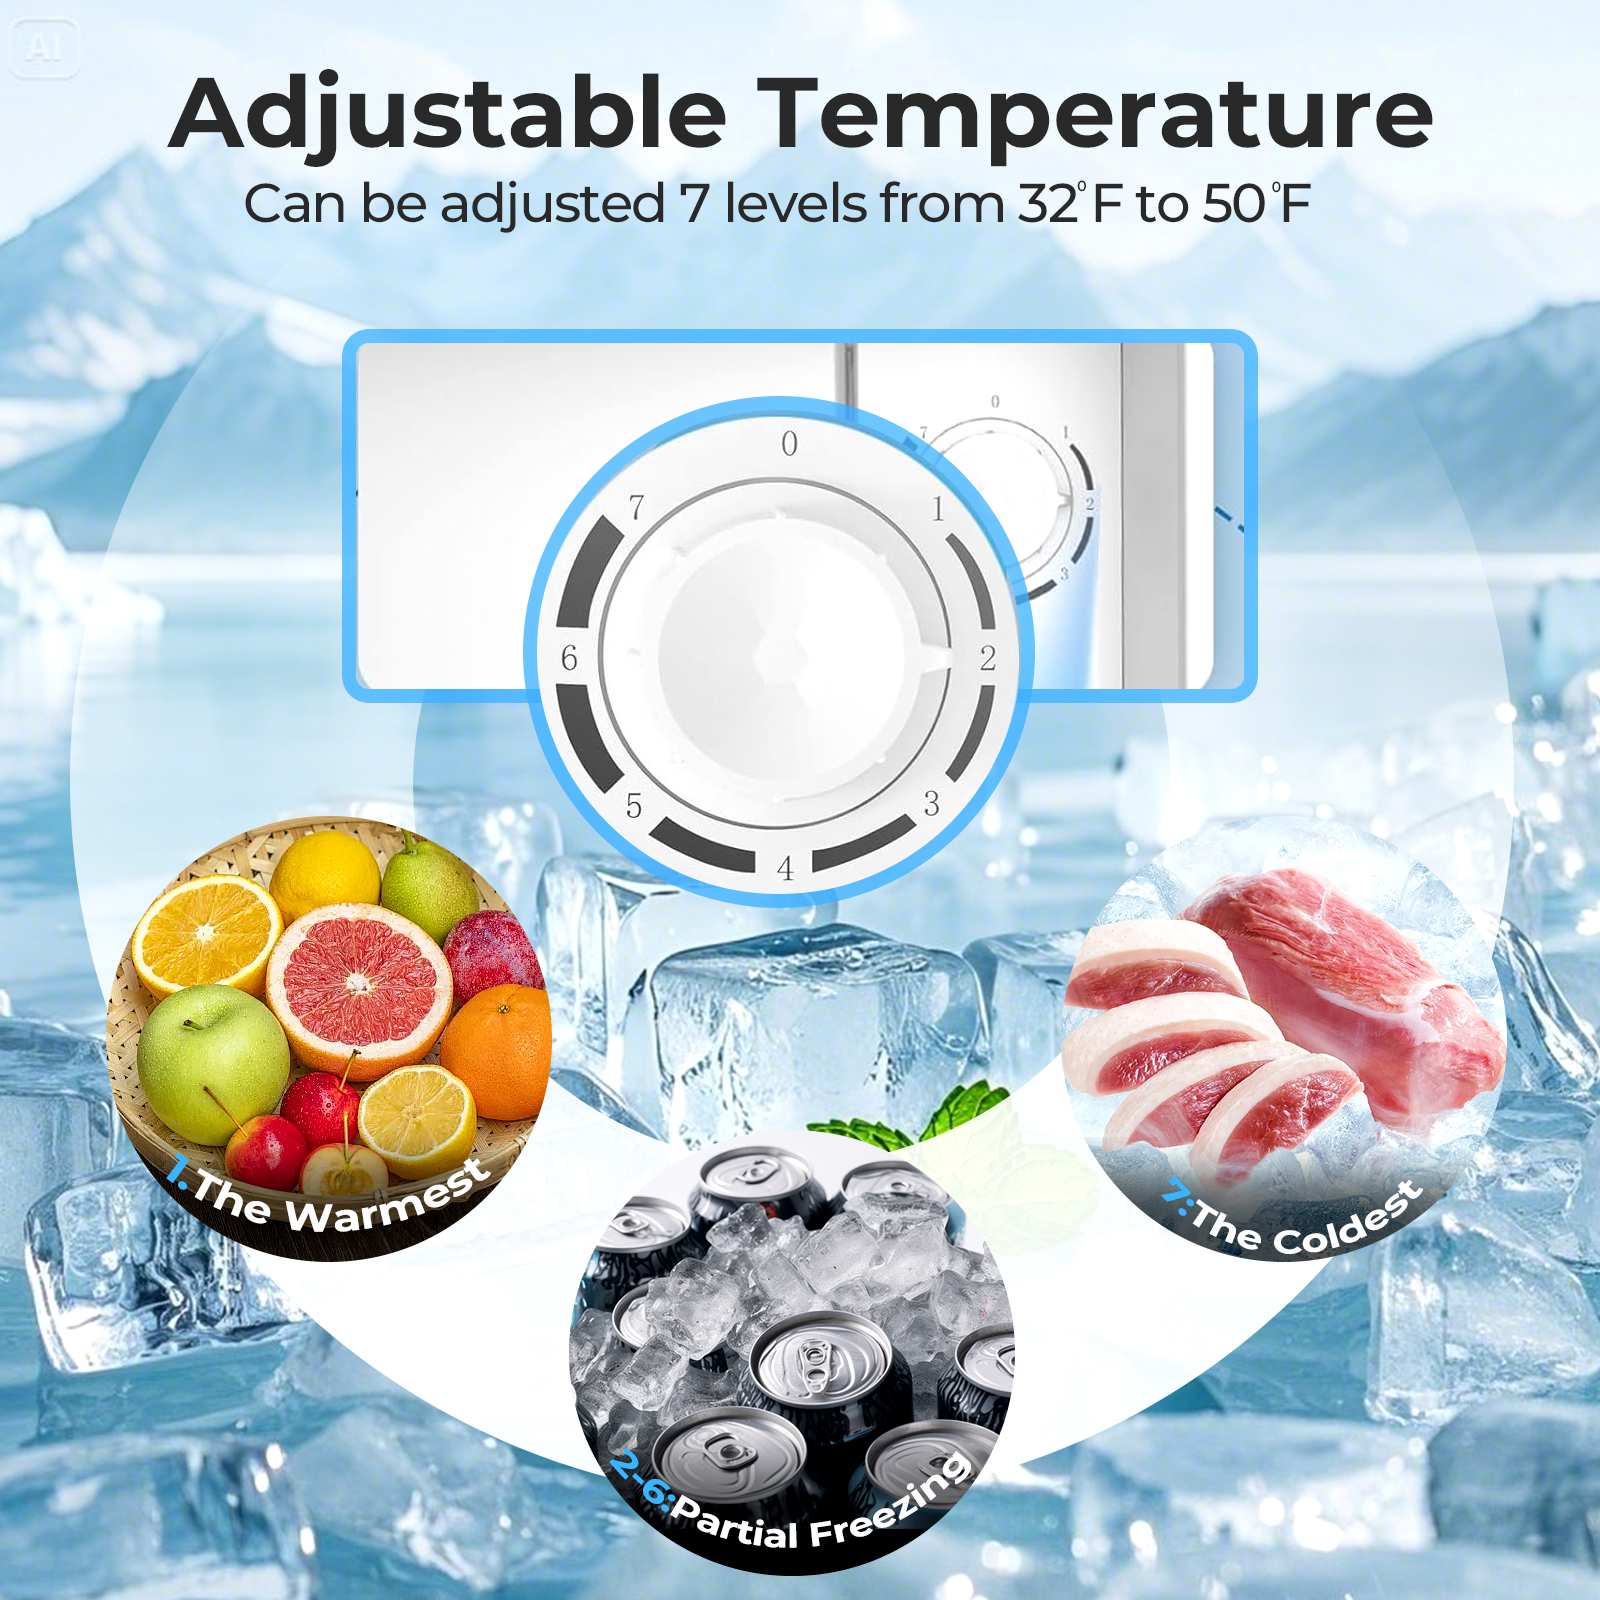 AI
Adjustable Temperature
Can be adjusted 7 levels from 32°F to 50°F
0
7
1
6
2
5
3
4
0
7
1
2
3
1.The Warmest
7:The Coldest
2-6:Partial Freezing